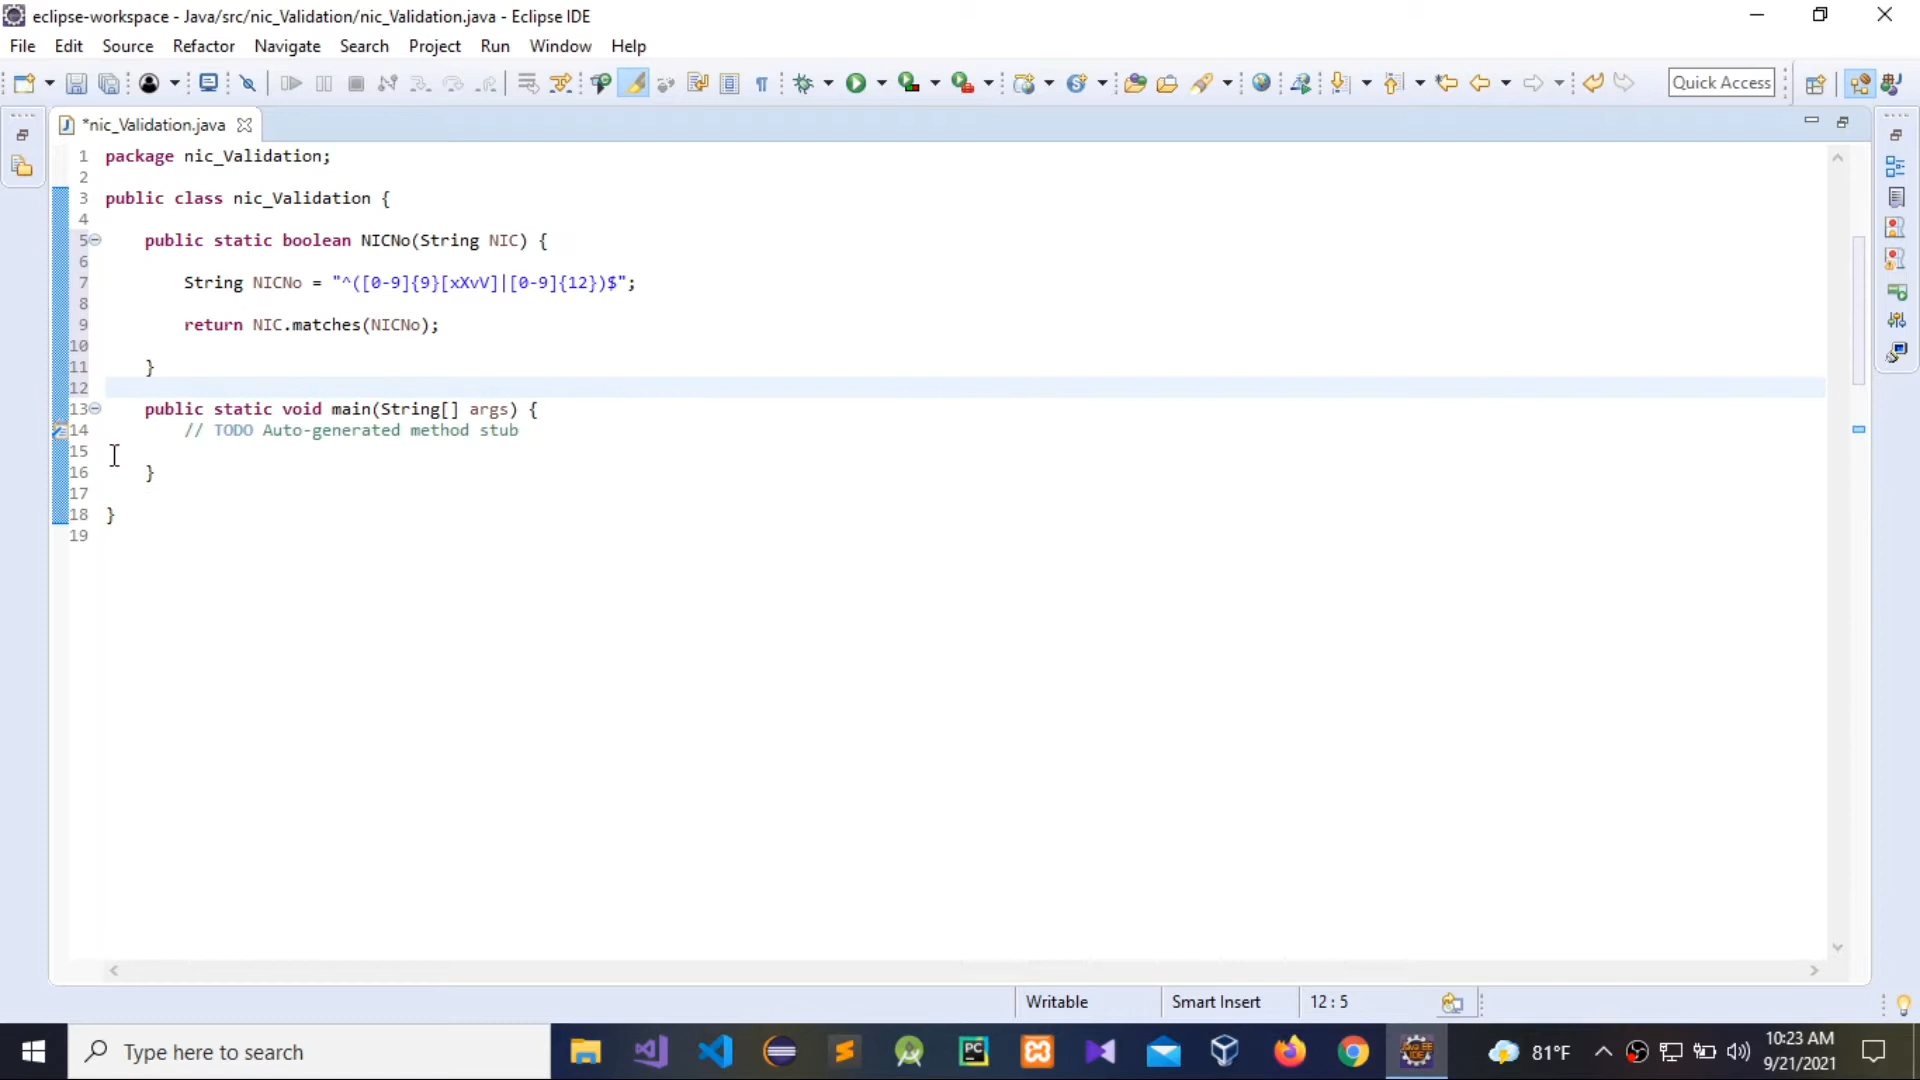 eclipse-workspace - Java/src/nic_Validation/nic_Validation.java - Eclipse IDE
File Edit Source Refactor Navigate Search Project Run Window Help
Quick Access
*nic_Validation.java
1 package nic_Validation;
2
3 public class nic_Validation {
4
5 public static boolean NICNo(String NIC) {
6
7 String NICNo = "^([0-9]{9}[xXvV]|[0-9]{12})$";
8
9 return NIC.matches(NICNo);
10
11 }
12
13 public static void main(String[] args) {
14 // TODO Auto-generated method stub
15
16 }
17
18 }
19
Writable Smart Insert 12 : 5
Type here to search
81°F
10:23 AM
9/21/2021